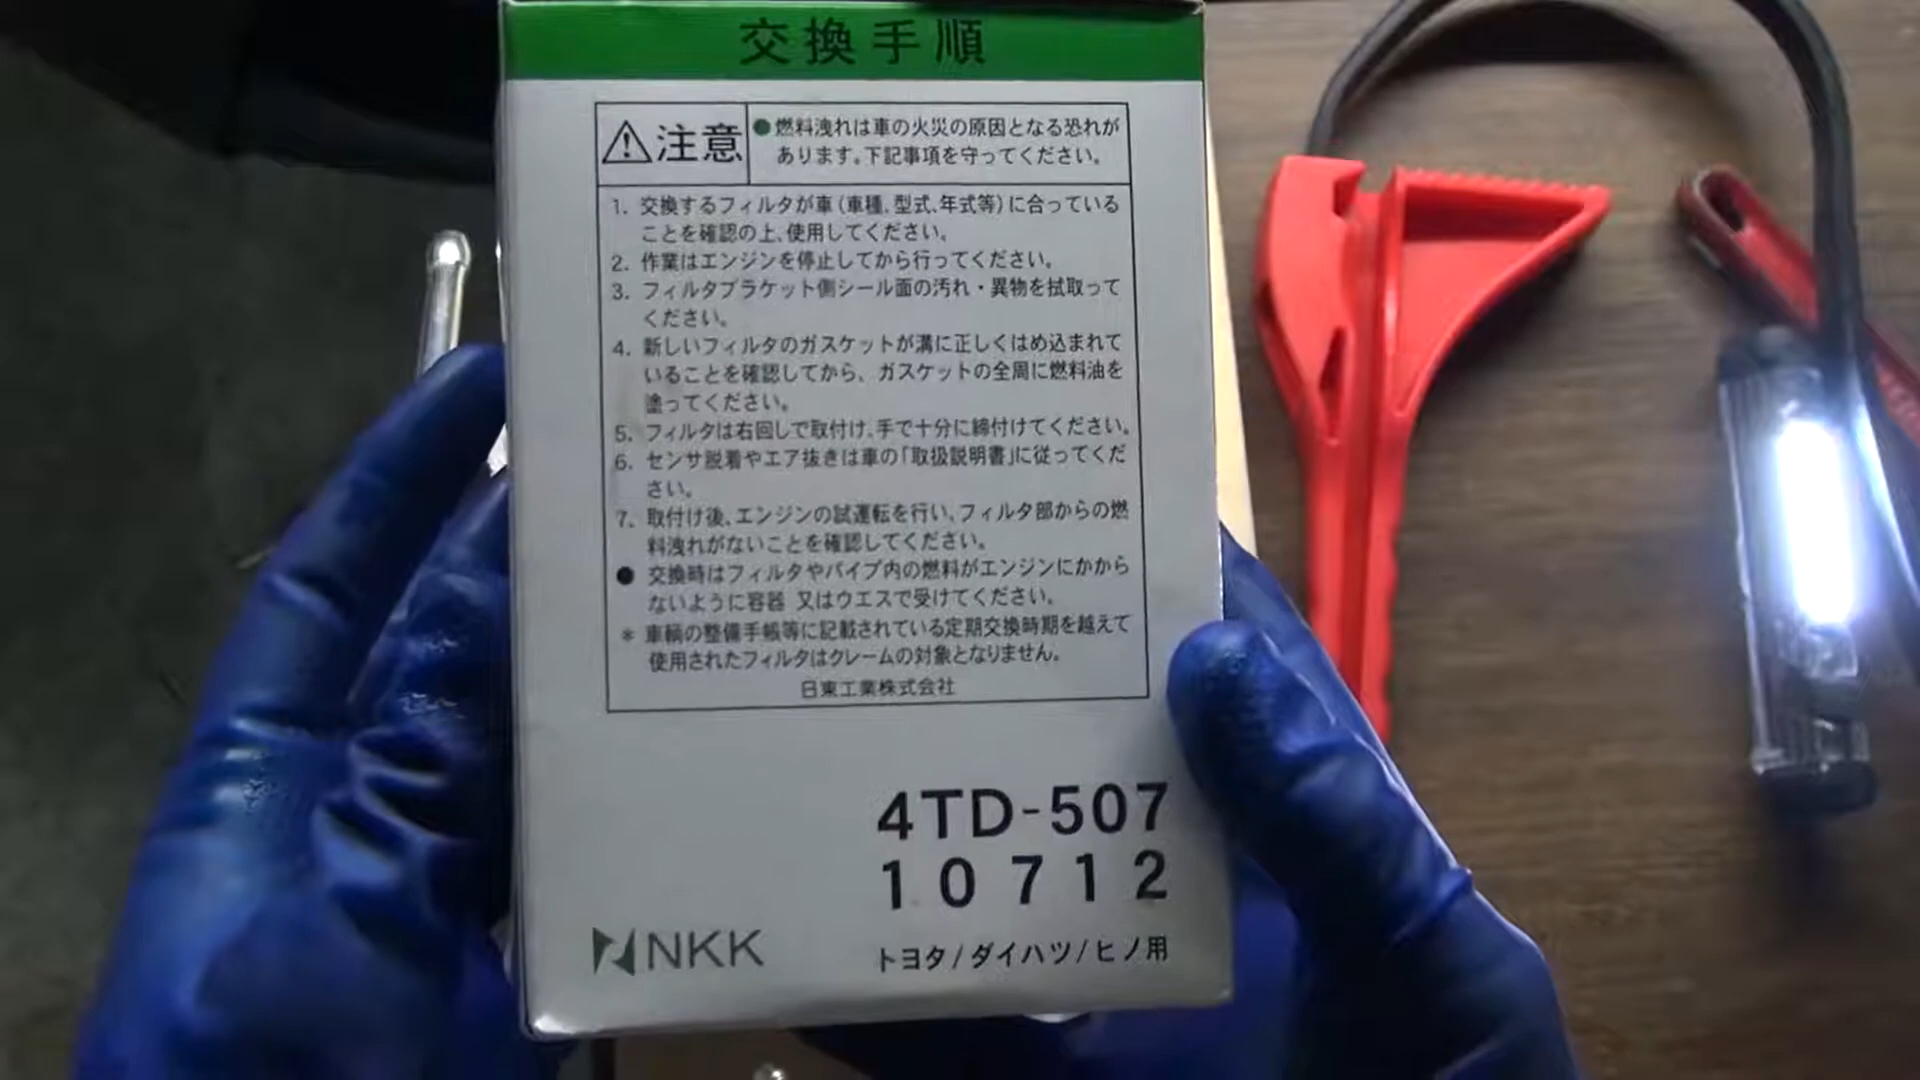 交換手順
⚠注意
●燃料洩れは車の火災の原因となる恐れが
あります。下記事項を守ってください。
1. 交換するフィルタが車(車種、型式、年式等)に合っている
ことを確認の上、使用してください。
2. 作業はエンジンを停止してから行ってください。
3. フィルタブラケット側シール面の汚れ・異物を拭取って
ください。
4. 新しいフィルタのガスケットが溝に正しくはめ込まれて
いることを確認してから、ガスケットの全周に燃料油を
塗ってください。
5. フィルタは右回しで取付け、手で十分に締付けてください。
6. センサ脱着やエア抜きは車の「取扱説明書」に従ってくだ
さい。
7. 取付け後、エンジンの試運転を行い、フィルタ部からの燃
料洩れがないことを確認してください。
● 交換時はフィルタやパイプ内の燃料がエンジンにかから
ないように容器 又はウエスで受けてください。
* 車輌の整備手帳等に記載されている定期交換時期を越えて
使用されたフィルタはクレームの対象となりません。
日東工業株式会社
4TD-507
10712
NKK
トヨタ/ダイハツ/ヒノ用